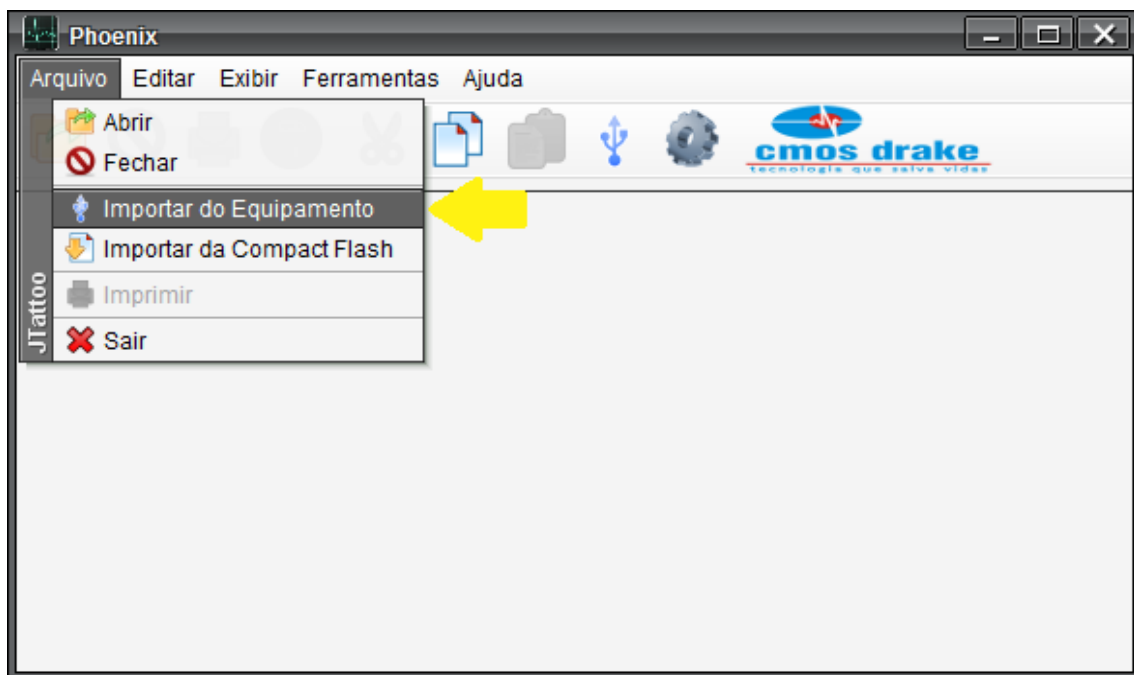 Phoenix
Arquivo Editar Exibir Ferramentas Ajuda
Abrir
Fechar
Importar do Equipamento
Importar da Compact Flash
Imprimir
Sair
JTattoo
cmos drake
tecnologia que salva vidas